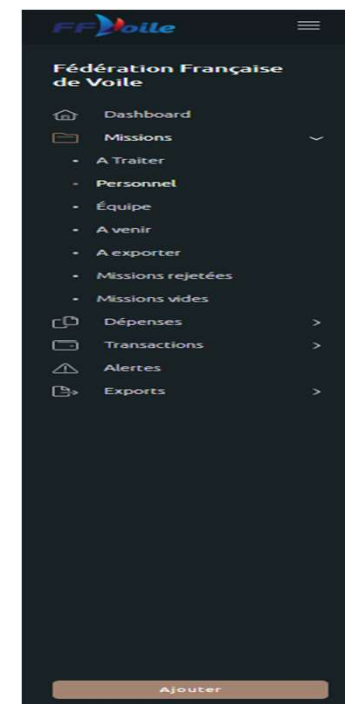 FFVoile
Fédération Française
de Voile
Dashboard
Missions
A Traiter
Personnel
Équipe
A venir
A exporter
Missions rejetées
Missions vides
Dépenses
Transactions
Alertes
Exports
Ajouter